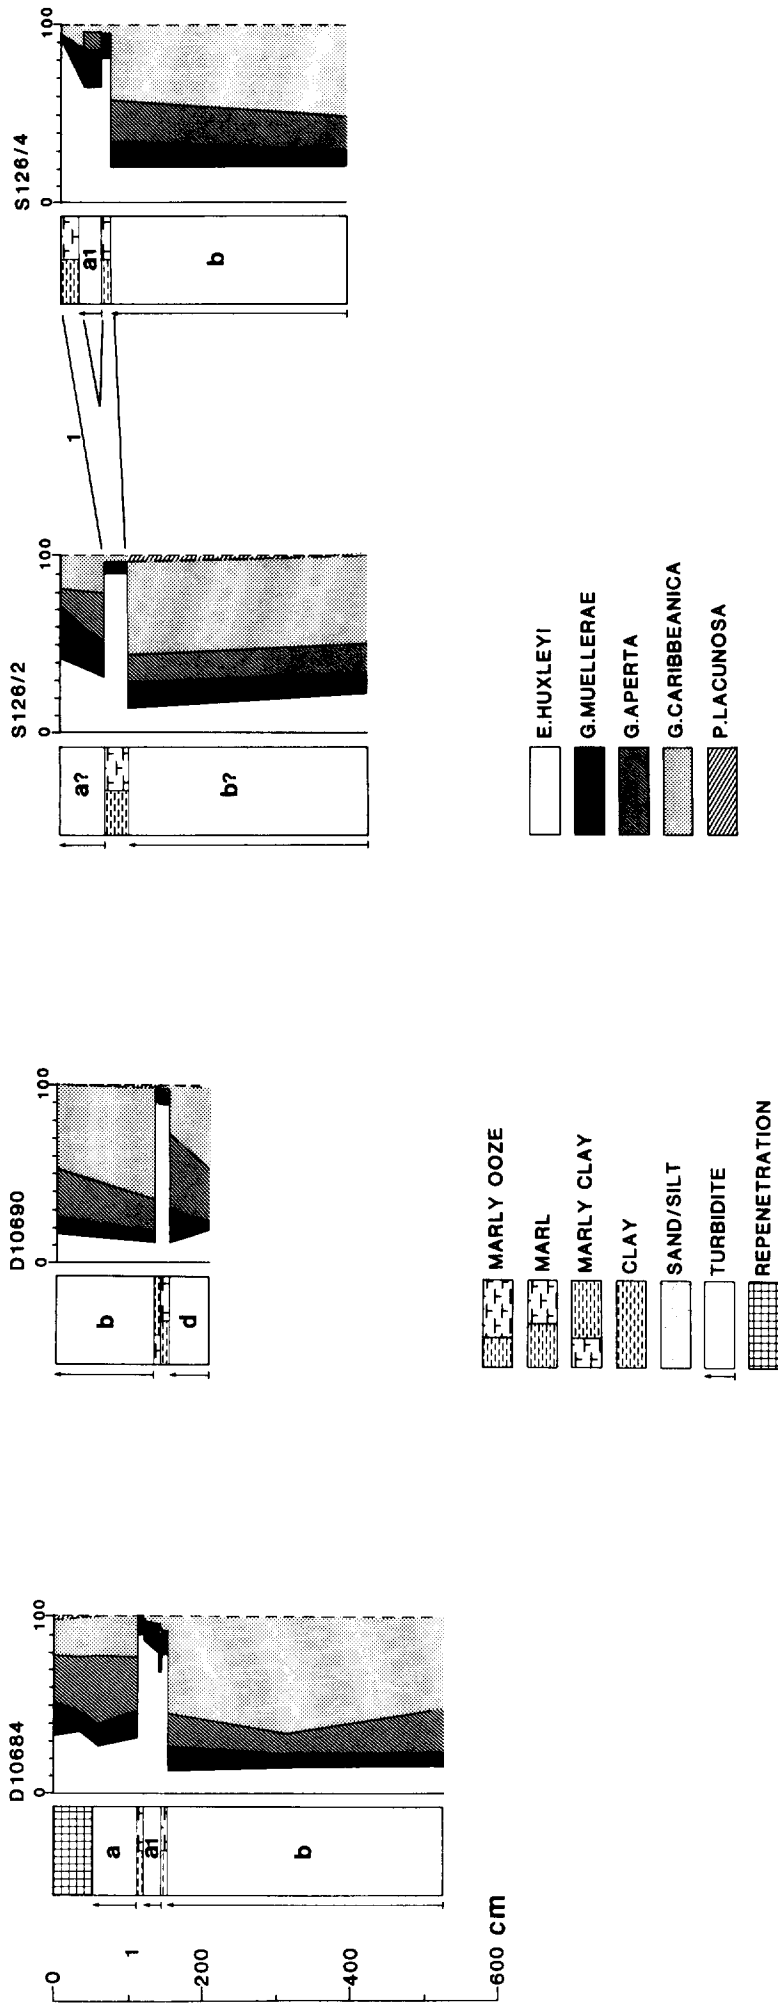 D10684
0 100
a
a1
b
0
1
200
400
600 cm
D10690
0 100
b
d
S126/2
0 100
a?
b?
1
S126/4
0 100
a1
b
MARLY OOZE
MARL
MARLY CLAY
CLAY
SAND/SILT
TURBIDITE
REPENETRATION
E.HUXLEYI
G.MUELLERAE
G.APERTA
G.CARIBBEANICA
P.LACUNOSA